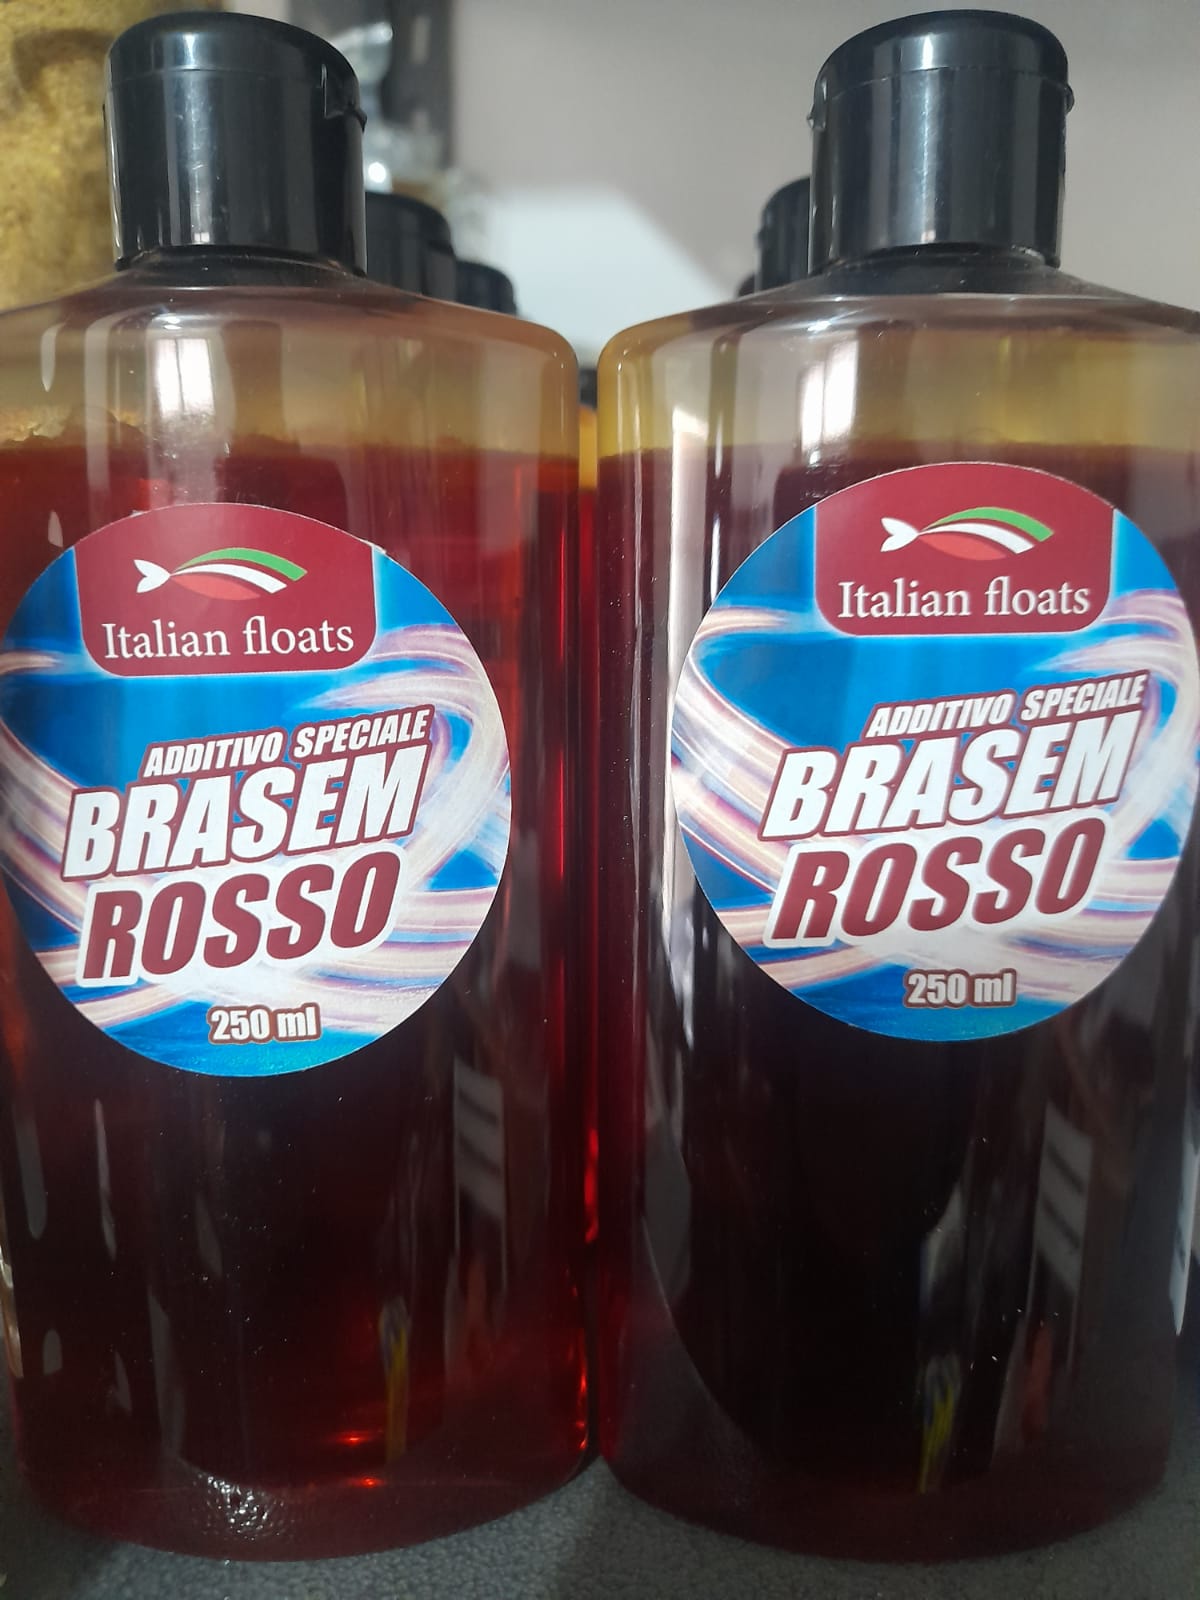 Italian floats
ADDITIVO SPECIALE
BRASEM
ROSSO
250 ml
Italian floats
ADDITIVO SPECIALE
BRASEM
ROSSO
250 ml